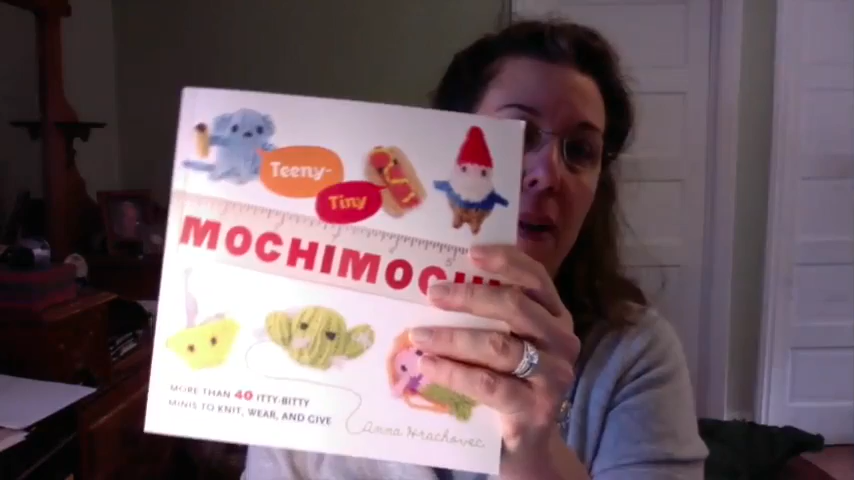 Teeny-
Tiny
MOCHIMOCHI
MORE THAN 40 ITTY-BITTY
MINIS TO KNIT, WEAR, AND GIVE
Anna Hrachovec